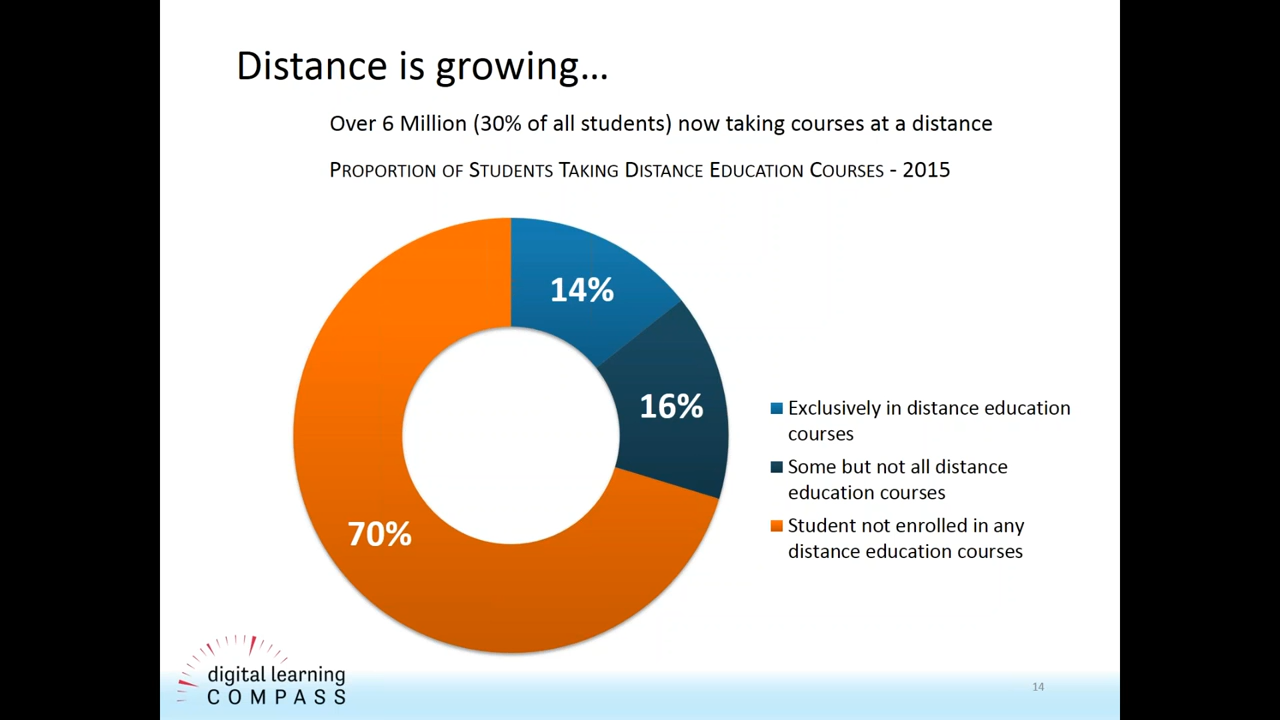 Distance is growing...
Over 6 Million (30% of all students) now taking courses at a distance
PROPORTION OF STUDENTS TAKING DISTANCE EDUCATION COURSES - 2015
14%
16%
70%
Exclusively in distance education
courses
Some but not all distance
education courses
Student not enrolled in any
distance education courses
digital learning
COMPASS
14